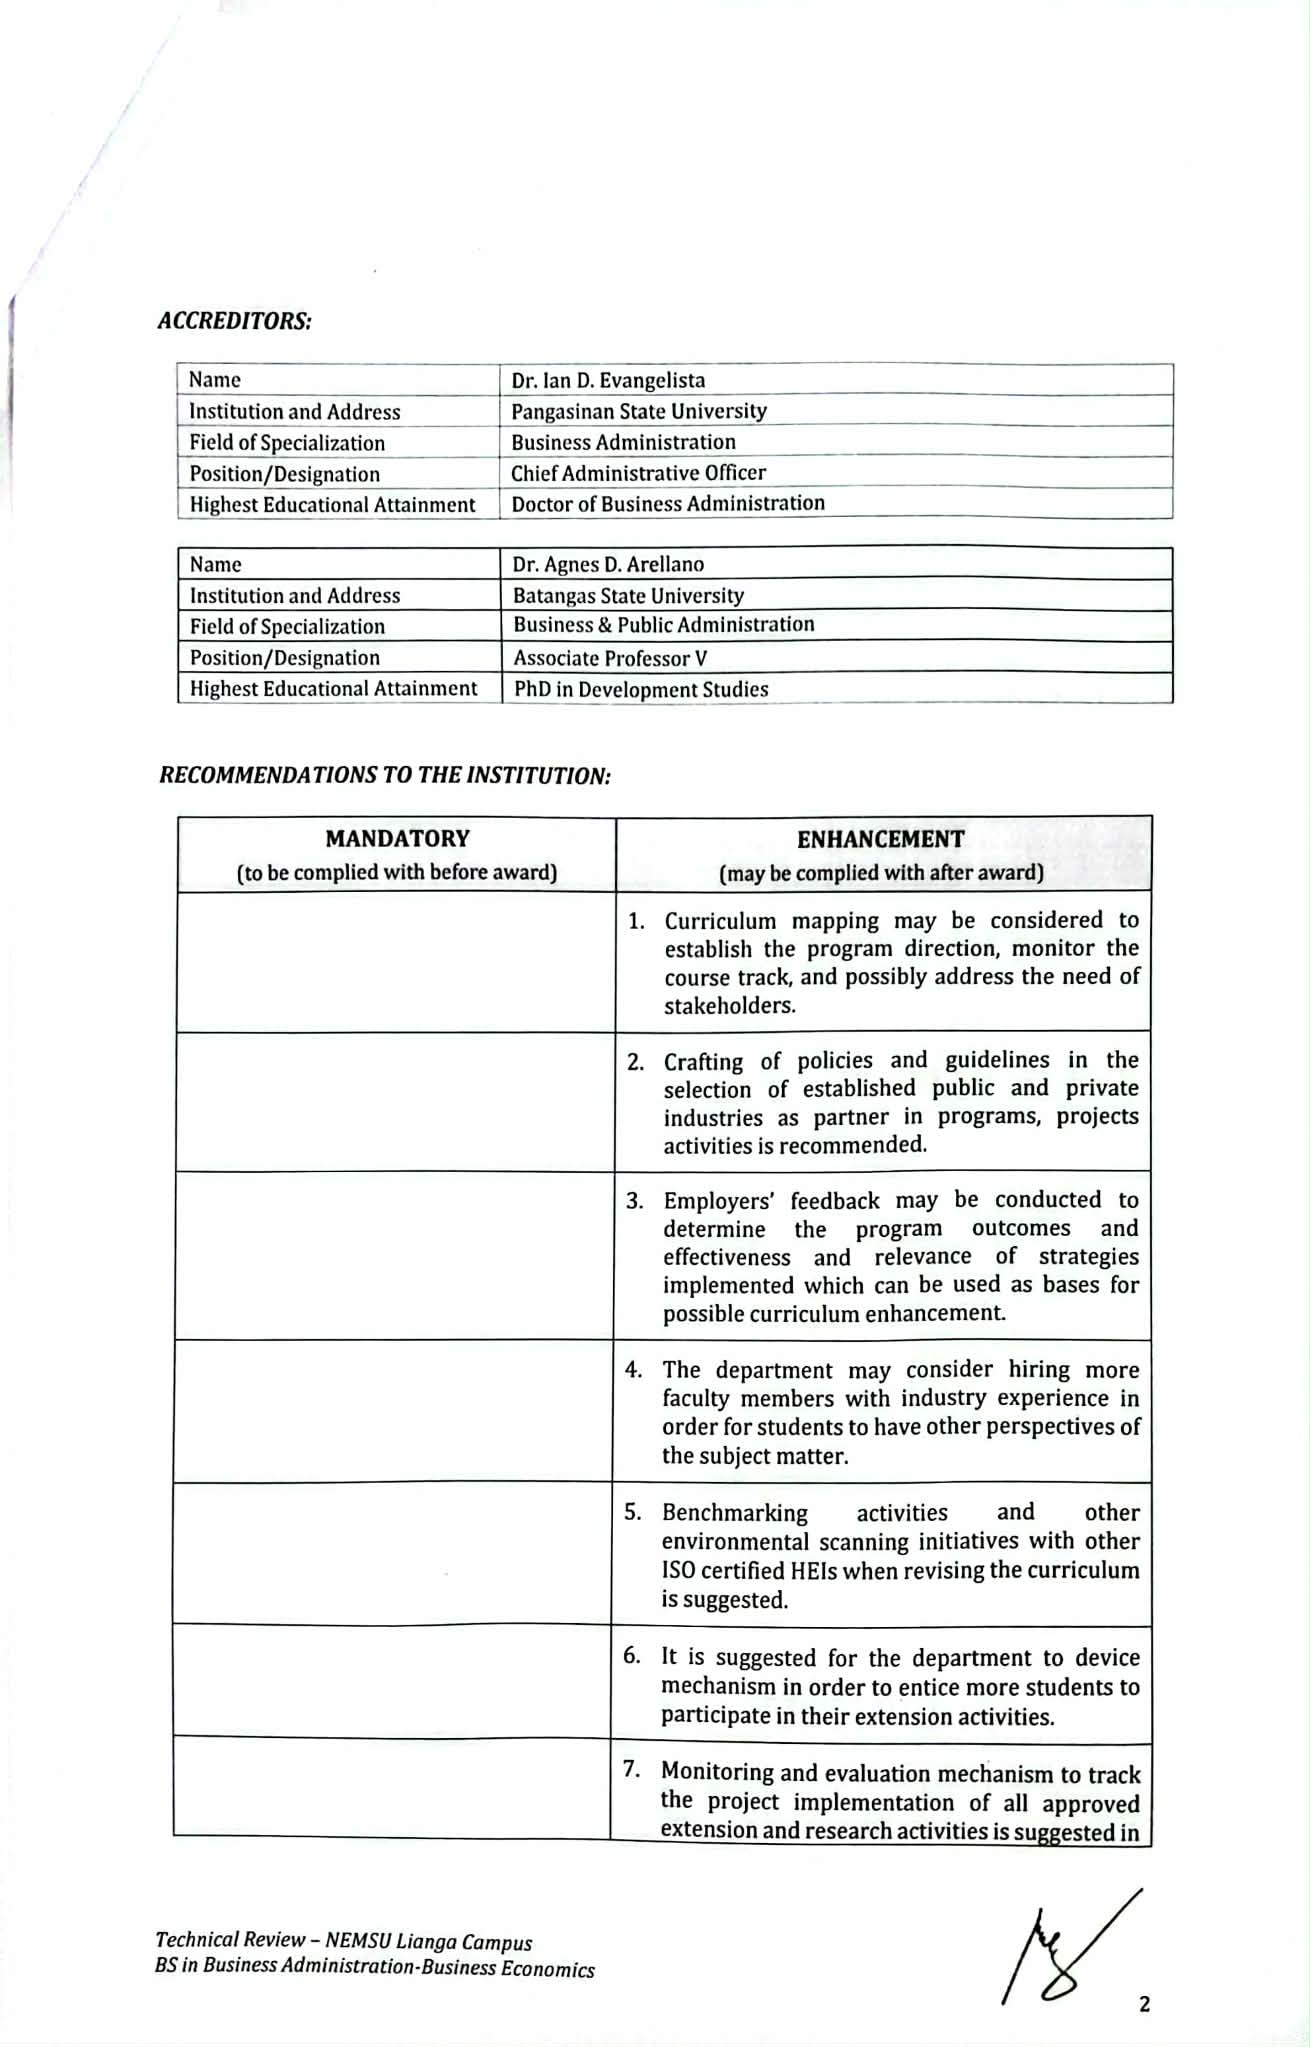 ACCREDITORS:
Name Dr. Ian D. Evangelista
Institution and Address Pangasinan State University
Field of Specialization Business Administration
Position/Designation Chief Administrative Officer
Highest Educational Attainment Doctor of Business Administration
Name Dr. Agnes D. Arellano
Institution and Address Batangas State University
Field of Specialization Business & Public Administration
Position/Designation Associate Professor V
Highest Educational Attainment PhD in Development Studies
RECOMMENDATIONS TO THE INSTITUTION:
MANDATORY
(to be complied with before award)
ENHANCEMENT
(may be complied with after award)
1. Curriculum mapping may be considered to
establish the program direction, monitor the
course track, and possibly address the need of
stakeholders.
2. Crafting of policies and guidelines in the
selection of established public and private
industries as partner in programs, projects
activities is recommended.
3. Employers' feedback may be conducted to
determine the program outcomes and
effectiveness and relevance of strategies
implemented which can be used as bases for
possible curriculum enhancement.
4. The department may consider hiring more
faculty members with industry experience in
order for students to have other perspectives of
the subject matter.
5. Benchmarking activities and other
environmental scanning initiatives with other
ISO certified HEIs when revising the curriculum
is suggested.
6. It is suggested for the department to device
mechanism in order to entice more students to
participate in their extension activities.
7. Monitoring and evaluation mechanism to track
the project implementation of all approved
extension and research activities is suggested in
Technical Review – NEMSU Lianga Campus
BS in Business Administration-Business Economics
2